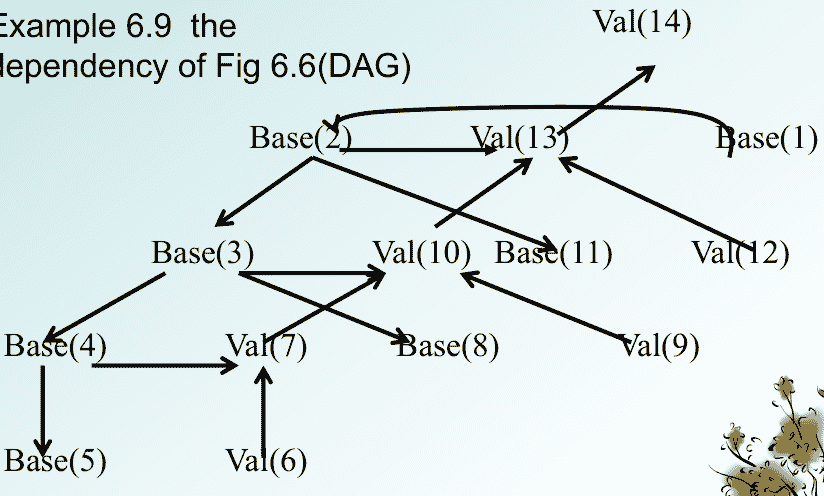 Example 6.9 the
dependency of Fig 6.6(DAG)
Val(14)
Base(2) Val(13) Base(1)
Base(3) Val(10) Base(11) Val(12)
Base(4) Val(7) Base(8) Val(9)
Base(5) Val(6)